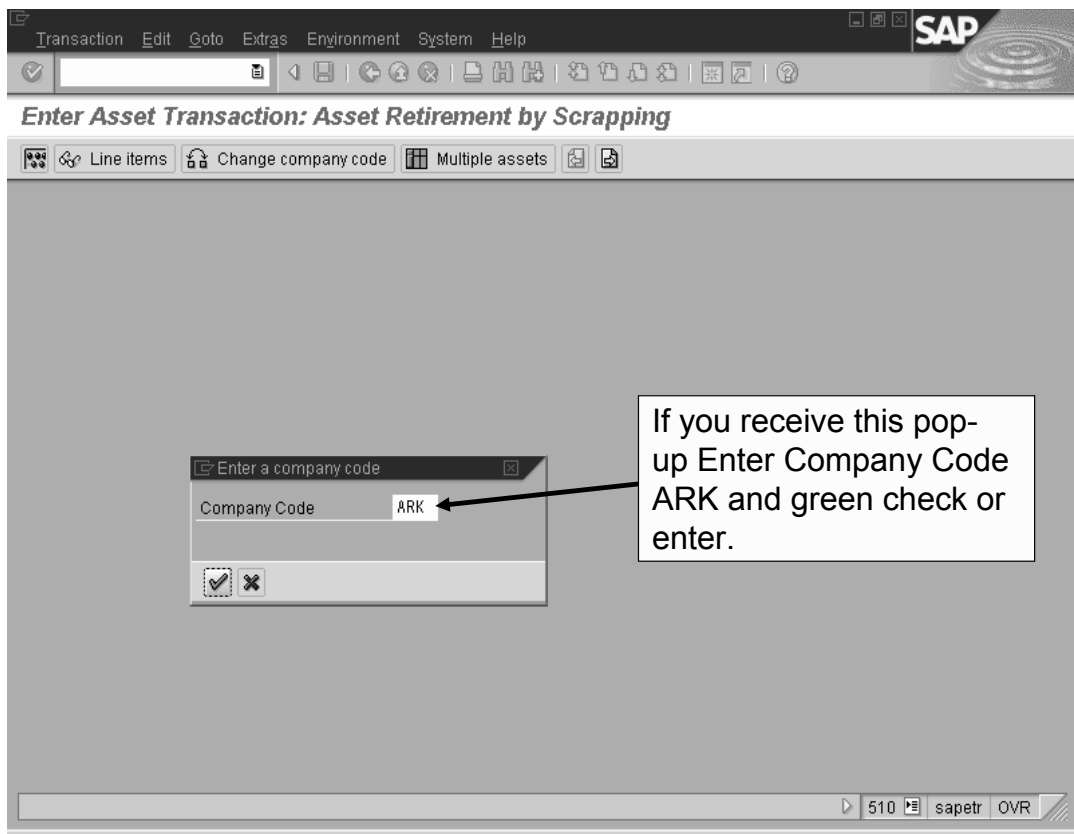 SAP
Transaction Edit Goto Extras Environment System Help
Enter Asset Transaction: Asset Retirement by Scrapping
Line items Change company code Multiple assets
If you receive this pop-
up Enter Company Code
ARK and green check or
enter.
Enter a company code
Company Code ARK
510 sapetr OVR